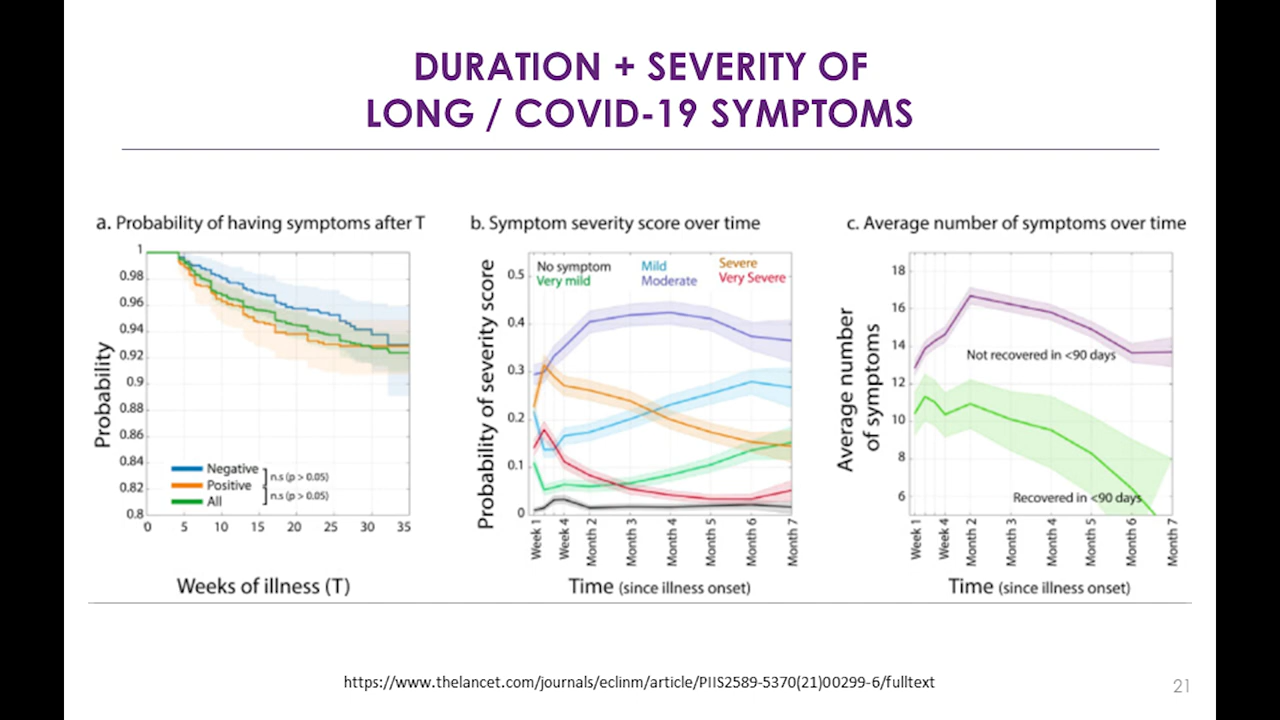 DURATION + SEVERITY OF
LONG / COVID-19 SYMPTOMS
a. Probability of having symptoms after T
1
0.98
0.96
0.94
0.92
0.9
0.88
0.86
0.84
0.82
0.8
Probability
Negative
Positive
All
n.s (p > 0.05)
n.s (p > 0.05)
0 5 10 15 20 25 30 35
Weeks of illness (T)
b. Symptom severity score over time
Probability of severity score
0.5
0.4
0.3
0.2
0.1
0
No symptom Mild Severe
Very mild Moderate Very Severe
Week 1 Week 4 Month 2 Month 3 Month 4 Month 5 Month 6 Month 7
Time (since illness onset)
c. Average number of symptoms over time
Average number
of symptoms
18
16
14
12
10
8
6
Not recovered in <90 days
Recovered in <90 days
Week 1 Week 4 Month 2 Month 3 Month 4 Month 5 Month 6 Month 7
Time (since illness onset)
https://www.thelancet.com/journals/eclinm/article/PIIS2589-5370(21)00299-6/fulltext
21